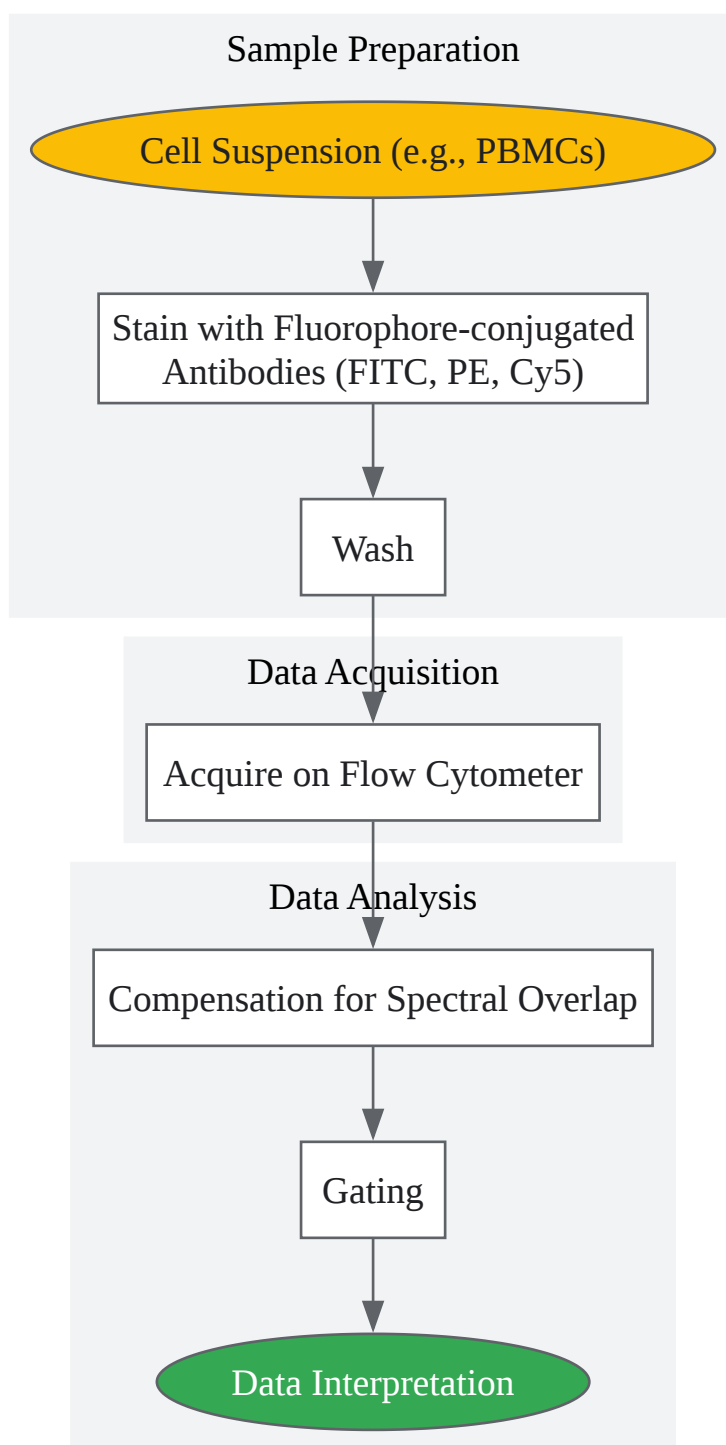 Sample Preparation
Cell Suspension (e.g., PBMCs)
Stain with Fluorophore-conjugated
Antibodies (FITC, PE, Cy5)
Wash
Data Acquisition
Acquire on Flow Cytometer
Data Analysis
Compensation for Spectral Overlap
Gating
Data Interpretation